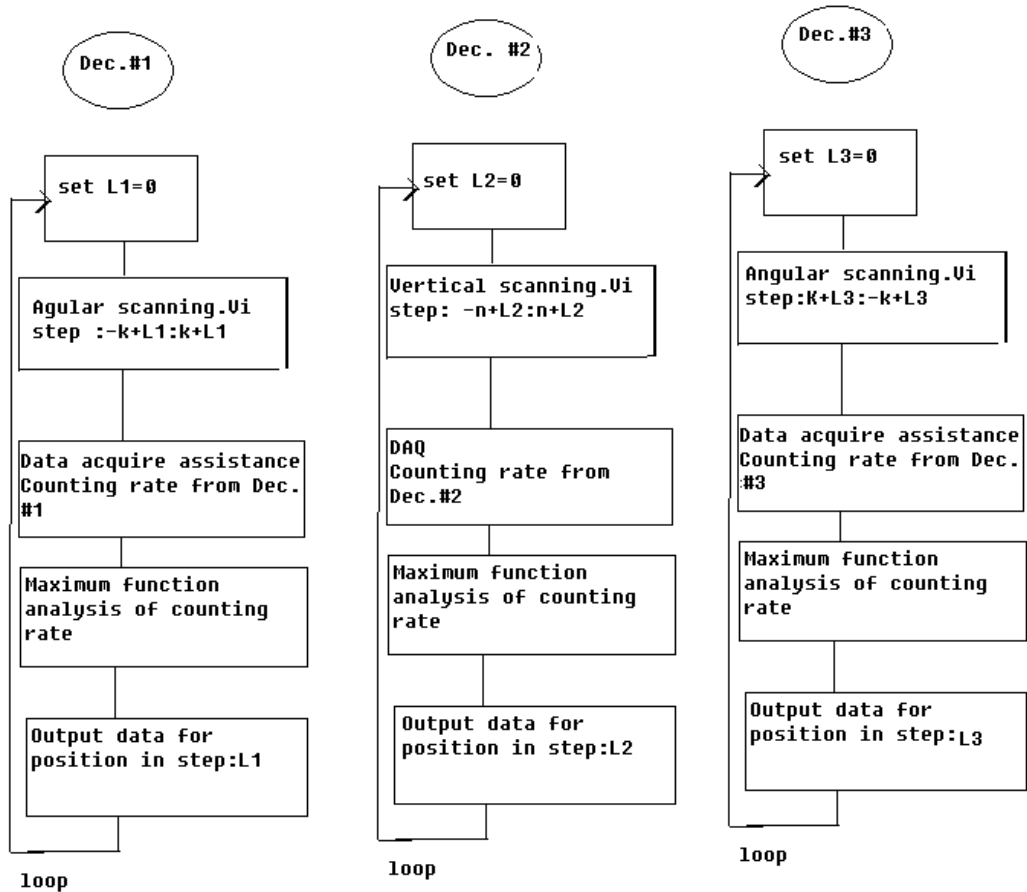 Dec.#1
set L1=0
Agular scanning.Vi
step :-k+L1:k+L1
Data acquire assistance
Counting rate from Dec.
#1
Maximum function
analysis of counting
rate
Output data for
position in step:L1
loop
Dec. #2
set L2=0
Vertical scanning.Vi
step: -n+L2:n+L2
DAQ
Counting rate from
Dec.#2
Maximum function
analysis of counting
rate
Output data for
position in step:L2
loop
Dec.#3
set L3=0
Angular scanning.Vi
step:K+L3:-k+L3
Data acquire assistance
Counting rate from Dec.
#3
Maximum function
analysis of counting
rate
Output data for
position in step:L3
loop